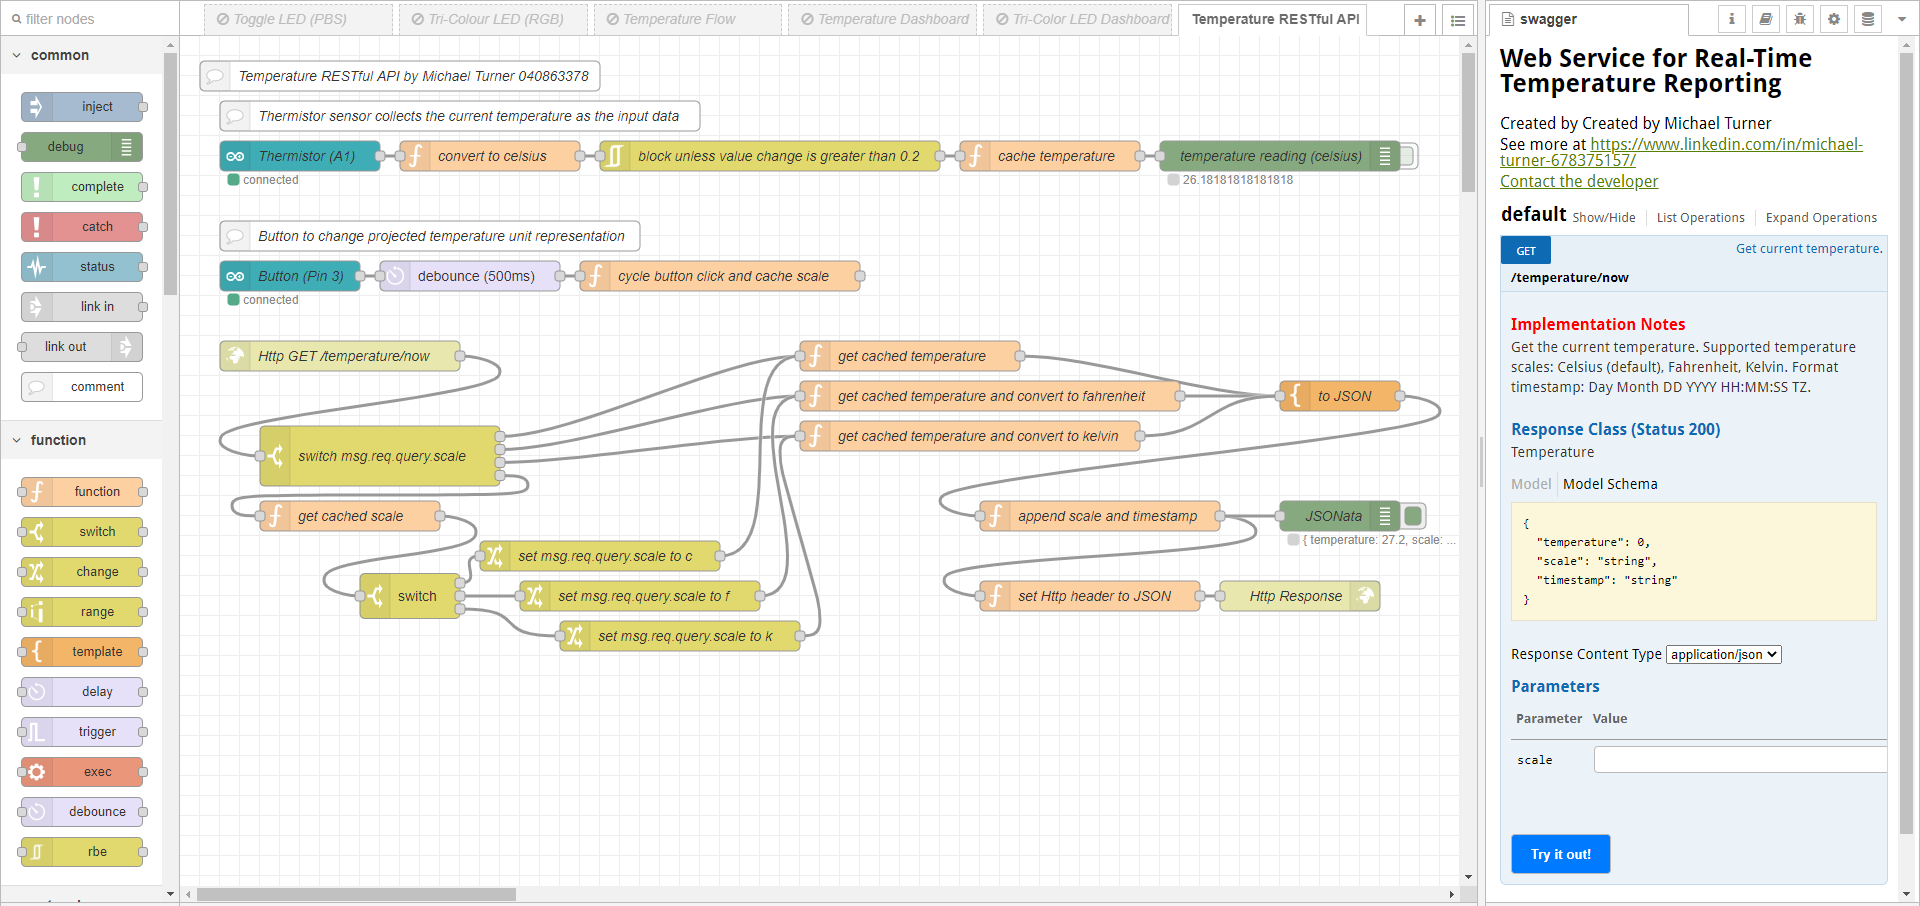 filter nodes
common
inject
debug
complete
catch
status
link in
link out
comment
function
function
switch
change
range
template
delay
trigger
exec
debounce
rbe
Toggle LED (PBS)
Tri-Colour LED (RGB)
Temperature Flow
Temperature Dashboard
Tri-Color LED Dashboard
Temperature RESTful API
Temperature RESTful API by Michael Turner 040863378
Thermistor sensor collects the current temperature as the input data
Thermistor (A1)
convert to celsius
block unless value change is greater than 0.2
cache temperature
temperature reading (celsius)
connected
26.18181818181818
Button to change projected temperature unit representation
Button (Pin 3)
debounce (500ms)
cycle button click and cache scale
connected
Http GET /temperature/now
get cached temperature
get cached temperature and convert to fahrenheit
to JSON
get cached temperature and convert to kelvin
switch msg.req.query.scale
get cached scale
append scale and timestamp
JSONata
{ temperature: 27.2, scale: ...
set msg.req.query.scale to c
switch
set msg.req.query.scale to f
set Http header to JSON
Http Response
set msg.req.query.scale to k
swagger
Web Service for Real-Time
Temperature Reporting
Created by Created by Michael Turner
See more at https://www.linkedin.com/in/michael-
turner-678375157/
Contact the developer
default Show/Hide List Operations Expand Operations
GET
Get current temperature.
/temperature/now
Implementation Notes
Get the current temperature. Supported temperature
scales: Celsius (default), Fahrenheit, Kelvin. Format
timestamp: Day Month DD YYYY HH:MM:SS TZ.
Response Class (Status 200)
Temperature
Model Model Schema
{
"temperature": 0,
"scale": "string",
"timestamp": "string"
}
Response Content Type application/json
Parameters
Parameter Value
scale
Try it out!